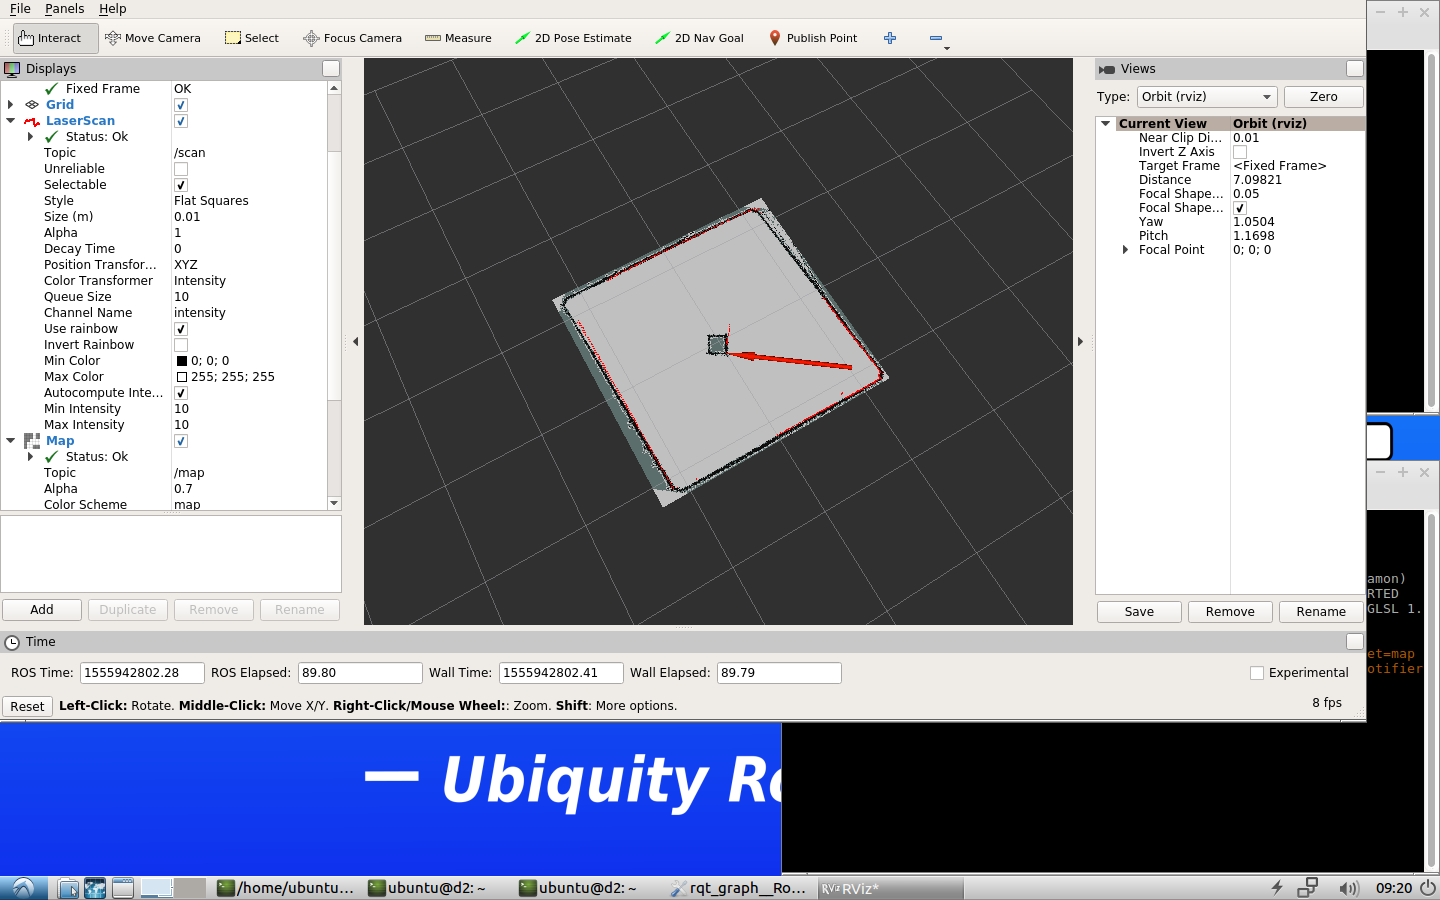 File Panels Help
Interact Move Camera Select Focus Camera Measure 2D Pose Estimate 2D Nav Goal Publish Point
Displays
Fixed Frame OK
Grid
LaserScan
Status: Ok
Topic /scan
Unreliable
Selectable
Style Flat Squares
Size (m) 0.01
Alpha 1
Decay Time 0
Position Transfor... XYZ
Color Transformer Intensity
Queue Size 10
Channel Name intensity
Use rainbow
Invert Rainbow
Min Color 0; 0; 0
Max Color 255; 255; 255
Autocompute Inte...
Min Intensity 10
Max Intensity 10
Map
Status: Ok
Topic /map
Alpha 0.7
Color Scheme map
Add Duplicate Remove Rename
Views
Type: Orbit (rviz) Zero
Current View Orbit (rviz)
Near Clip Di... 0.01
Invert Z Axis
Target Frame <Fixed Frame>
Distance 7.09821
Focal Shape... 0.05
Focal Shape...
Yaw 1.0504
Pitch 1.1698
Focal Point 0; 0; 0
Save Remove Rename
amon)
RTED
GLSL 1.
et=map
otifier
Time
ROS Time: 1555942802.28 ROS Elapsed: 89.80 Wall Time: 1555942802.41 Wall Elapsed: 89.79 Experimental
Reset Left-Click: Rotate. Middle-Click: Move X/Y. Right-Click/Mouse Wheel:: Zoom. Shift: More options. 8 fps
— Ubiquity Ro
/home/ubuntu... ubuntu@d2: ~ ubuntu@d2: ~ rqt_graph__Ro... RViz RViz* 09:20